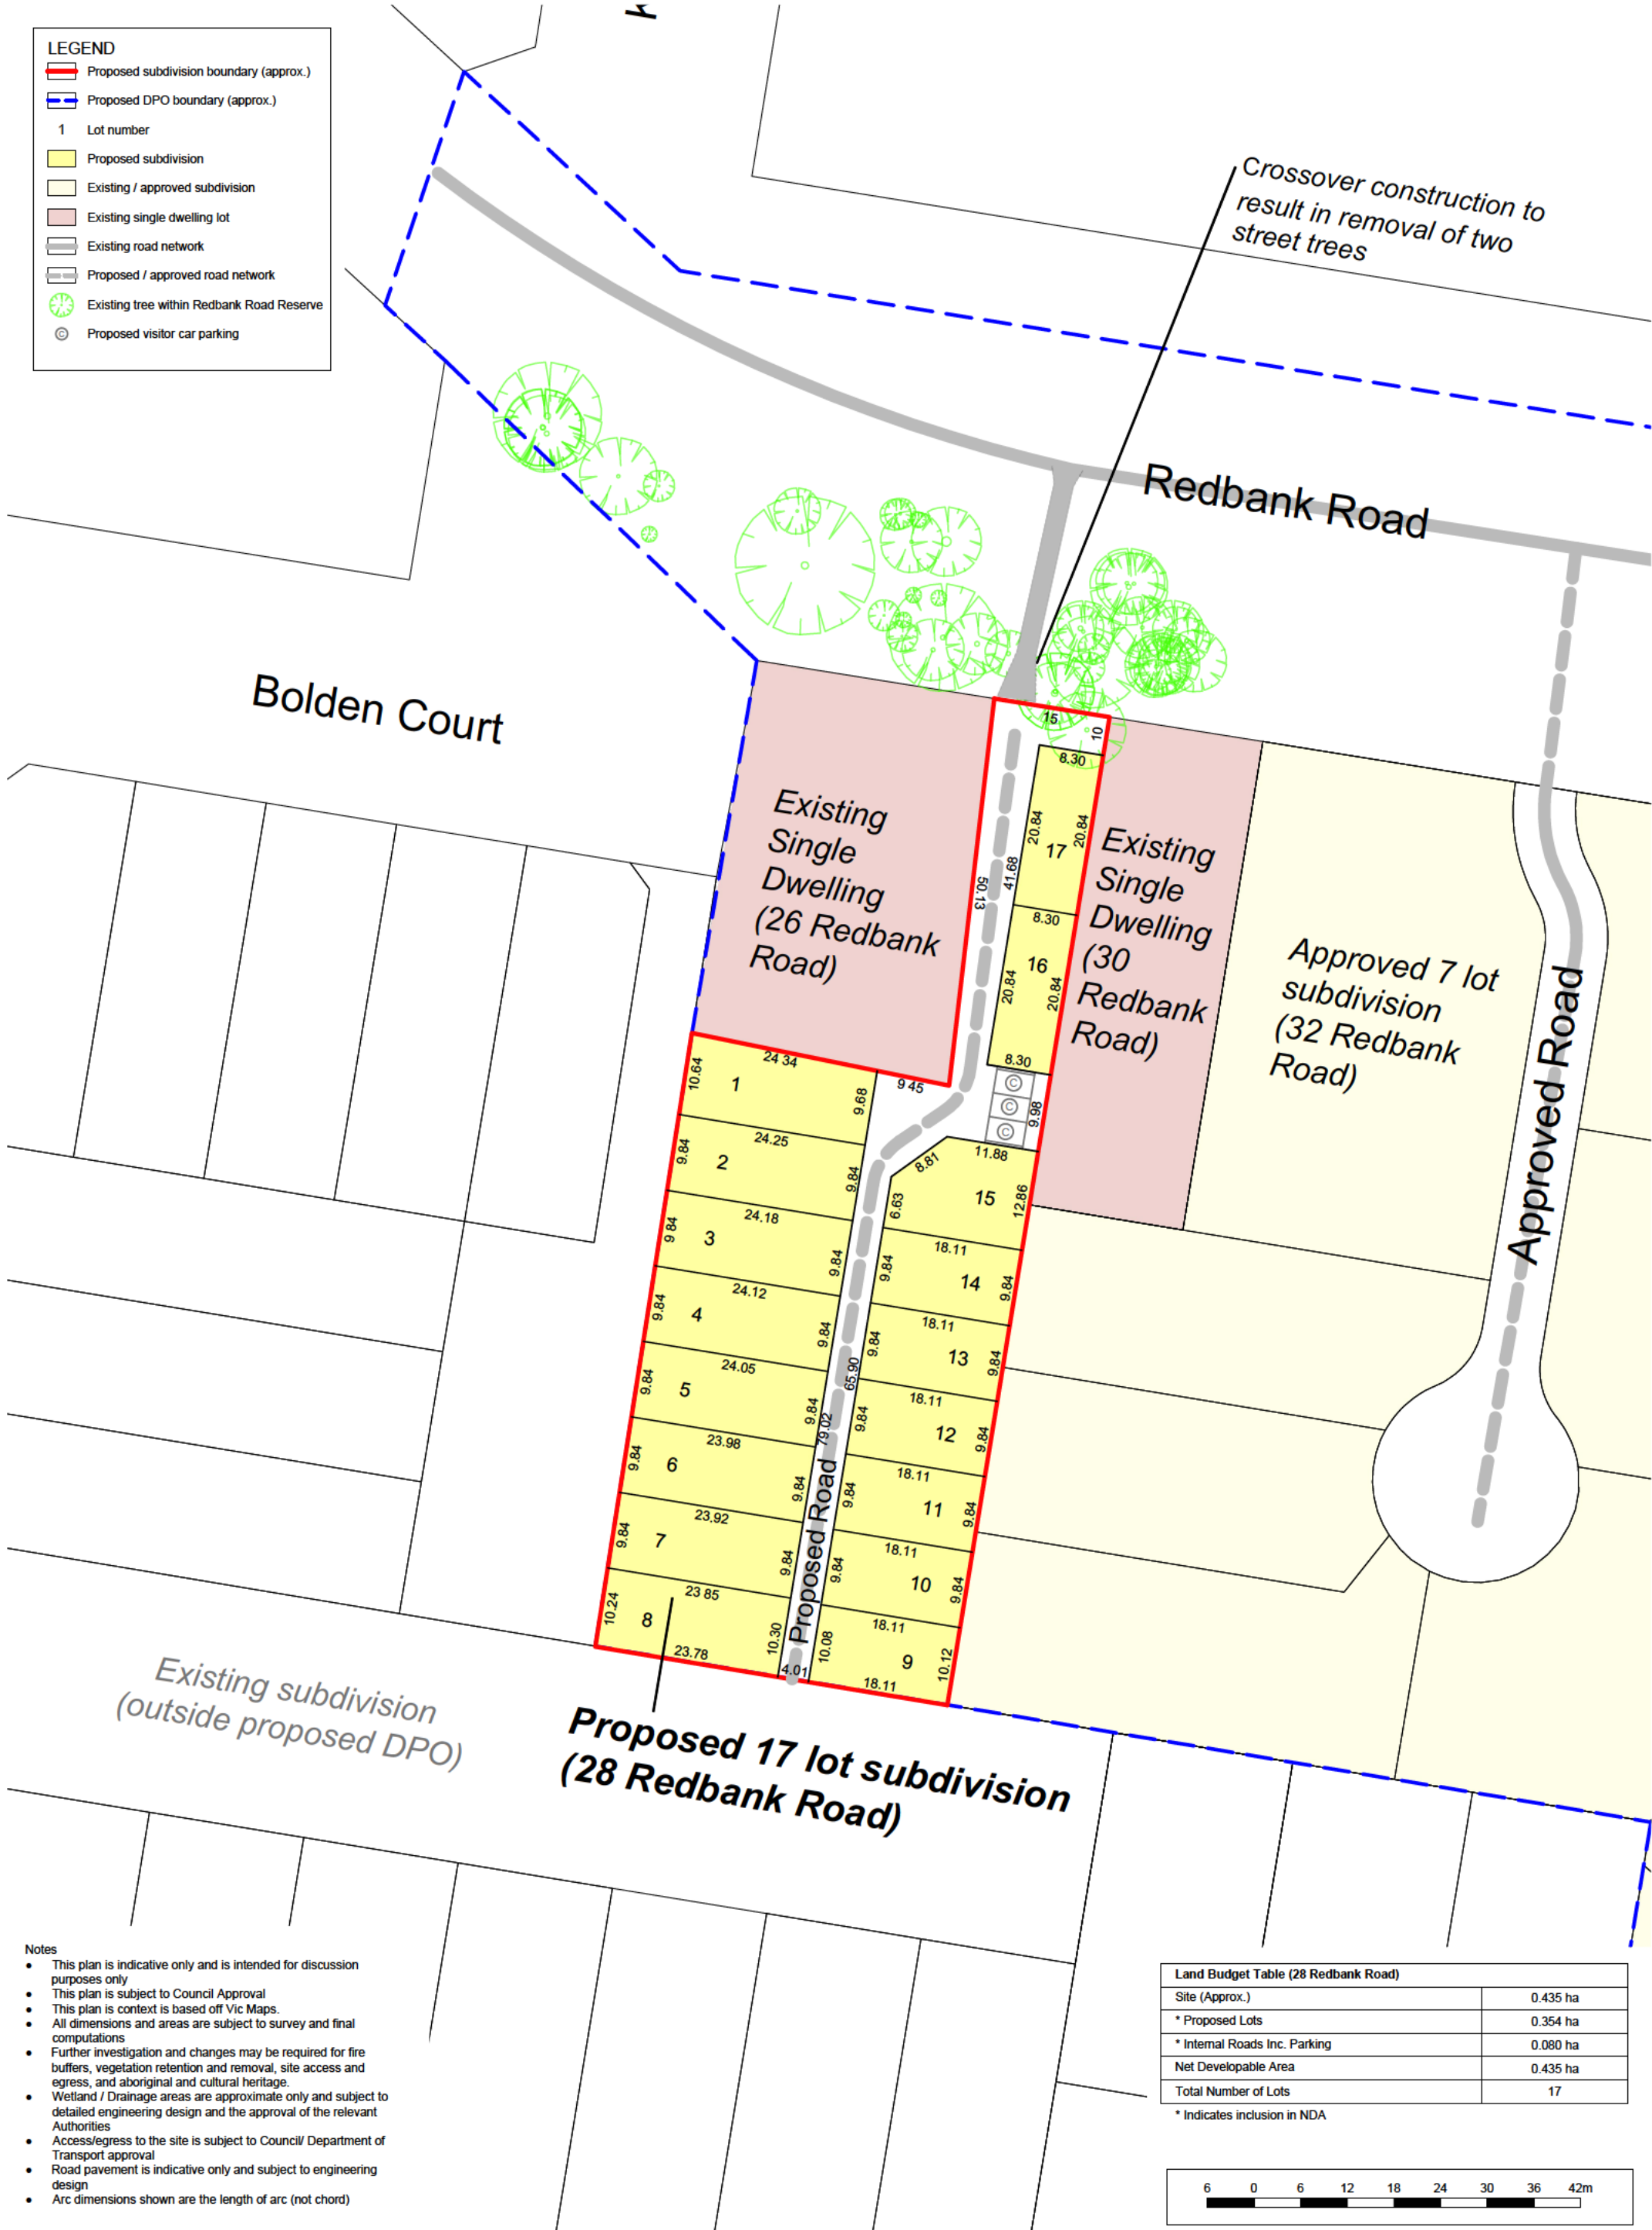 LEGEND
Proposed subdivision boundary (approx.)
Proposed DPO boundary (approx.)
1 Lot number
Proposed subdivision
Existing / approved subdivision
Existing single dwelling lot
Existing road network
Proposed / approved road network
Existing tree within Redbank Road Reserve
© Proposed visitor car parking
Crossover construction to
result in removal of two
street trees
Redbank Road
Bolden Court
Existing
Single
Dwelling
(26 Redbank
Road)
15
10
8.30
20.84
17
20.84
41.68
50.13
8.30
16
20.84
20.84
8.30
Existing
Single
Dwelling
(30
Redbank
Road)
Approved 7 lot
subdivision
(32 Redbank
Road)
Approved Road
©
©
©
9.98
24 34
9 45
10.64
1
9.68
24.25
9.84
2
9.84
24.18
9 84
3
9.84
24.12
9.84
4
9.84
24.05
9.84
5
9.84
23.98
9.84
6
9.84
23.92
9.84
7
9.84
23 85
10.24
8
10.30
23.78
4.01
8.81
11.88
6.63
15
12.86
18.11
9.84
14
9.84
18.11
9.84
13
9.84
18.11
9.84
12
9.84
18.11
9.84
11
9.84
18.11
9.84
10
9.84
18.11
10.08
9
10.12
18.11
65.90
79.02
Proposed Road
Existing subdivision
(outside proposed DPO)
Proposed 17 lot subdivision
(28 Redbank Road)
Notes
• This plan is indicative only and is intended for discussion
purposes only
• This plan is subject to Council Approval
• This plan is context is based off Vic Maps.
• All dimensions and areas are subject to survey and final
computations
• Further investigation and changes may be required for fire
buffers, vegetation retention and removal, site access and
egress, and aboriginal and cultural heritage.
• Wetland / Drainage areas are approximate only and subject to
detailed engineering design and the approval of the relevant
Authorities
• Access/egress to the site is subject to Council/ Department of
Transport approval
• Road pavement is indicative only and subject to engineering
design
• Arc dimensions shown are the length of arc (not chord)
Land Budget Table (28 Redbank Road)
Site (Approx.) 0.435 ha
* Proposed Lots 0.354 ha
* Internal Roads Inc. Parking 0.080 ha
Net Developable Area 0.435 ha
Total Number of Lots 17
* Indicates inclusion in NDA
6 0 6 12 18 24 30 36 42m